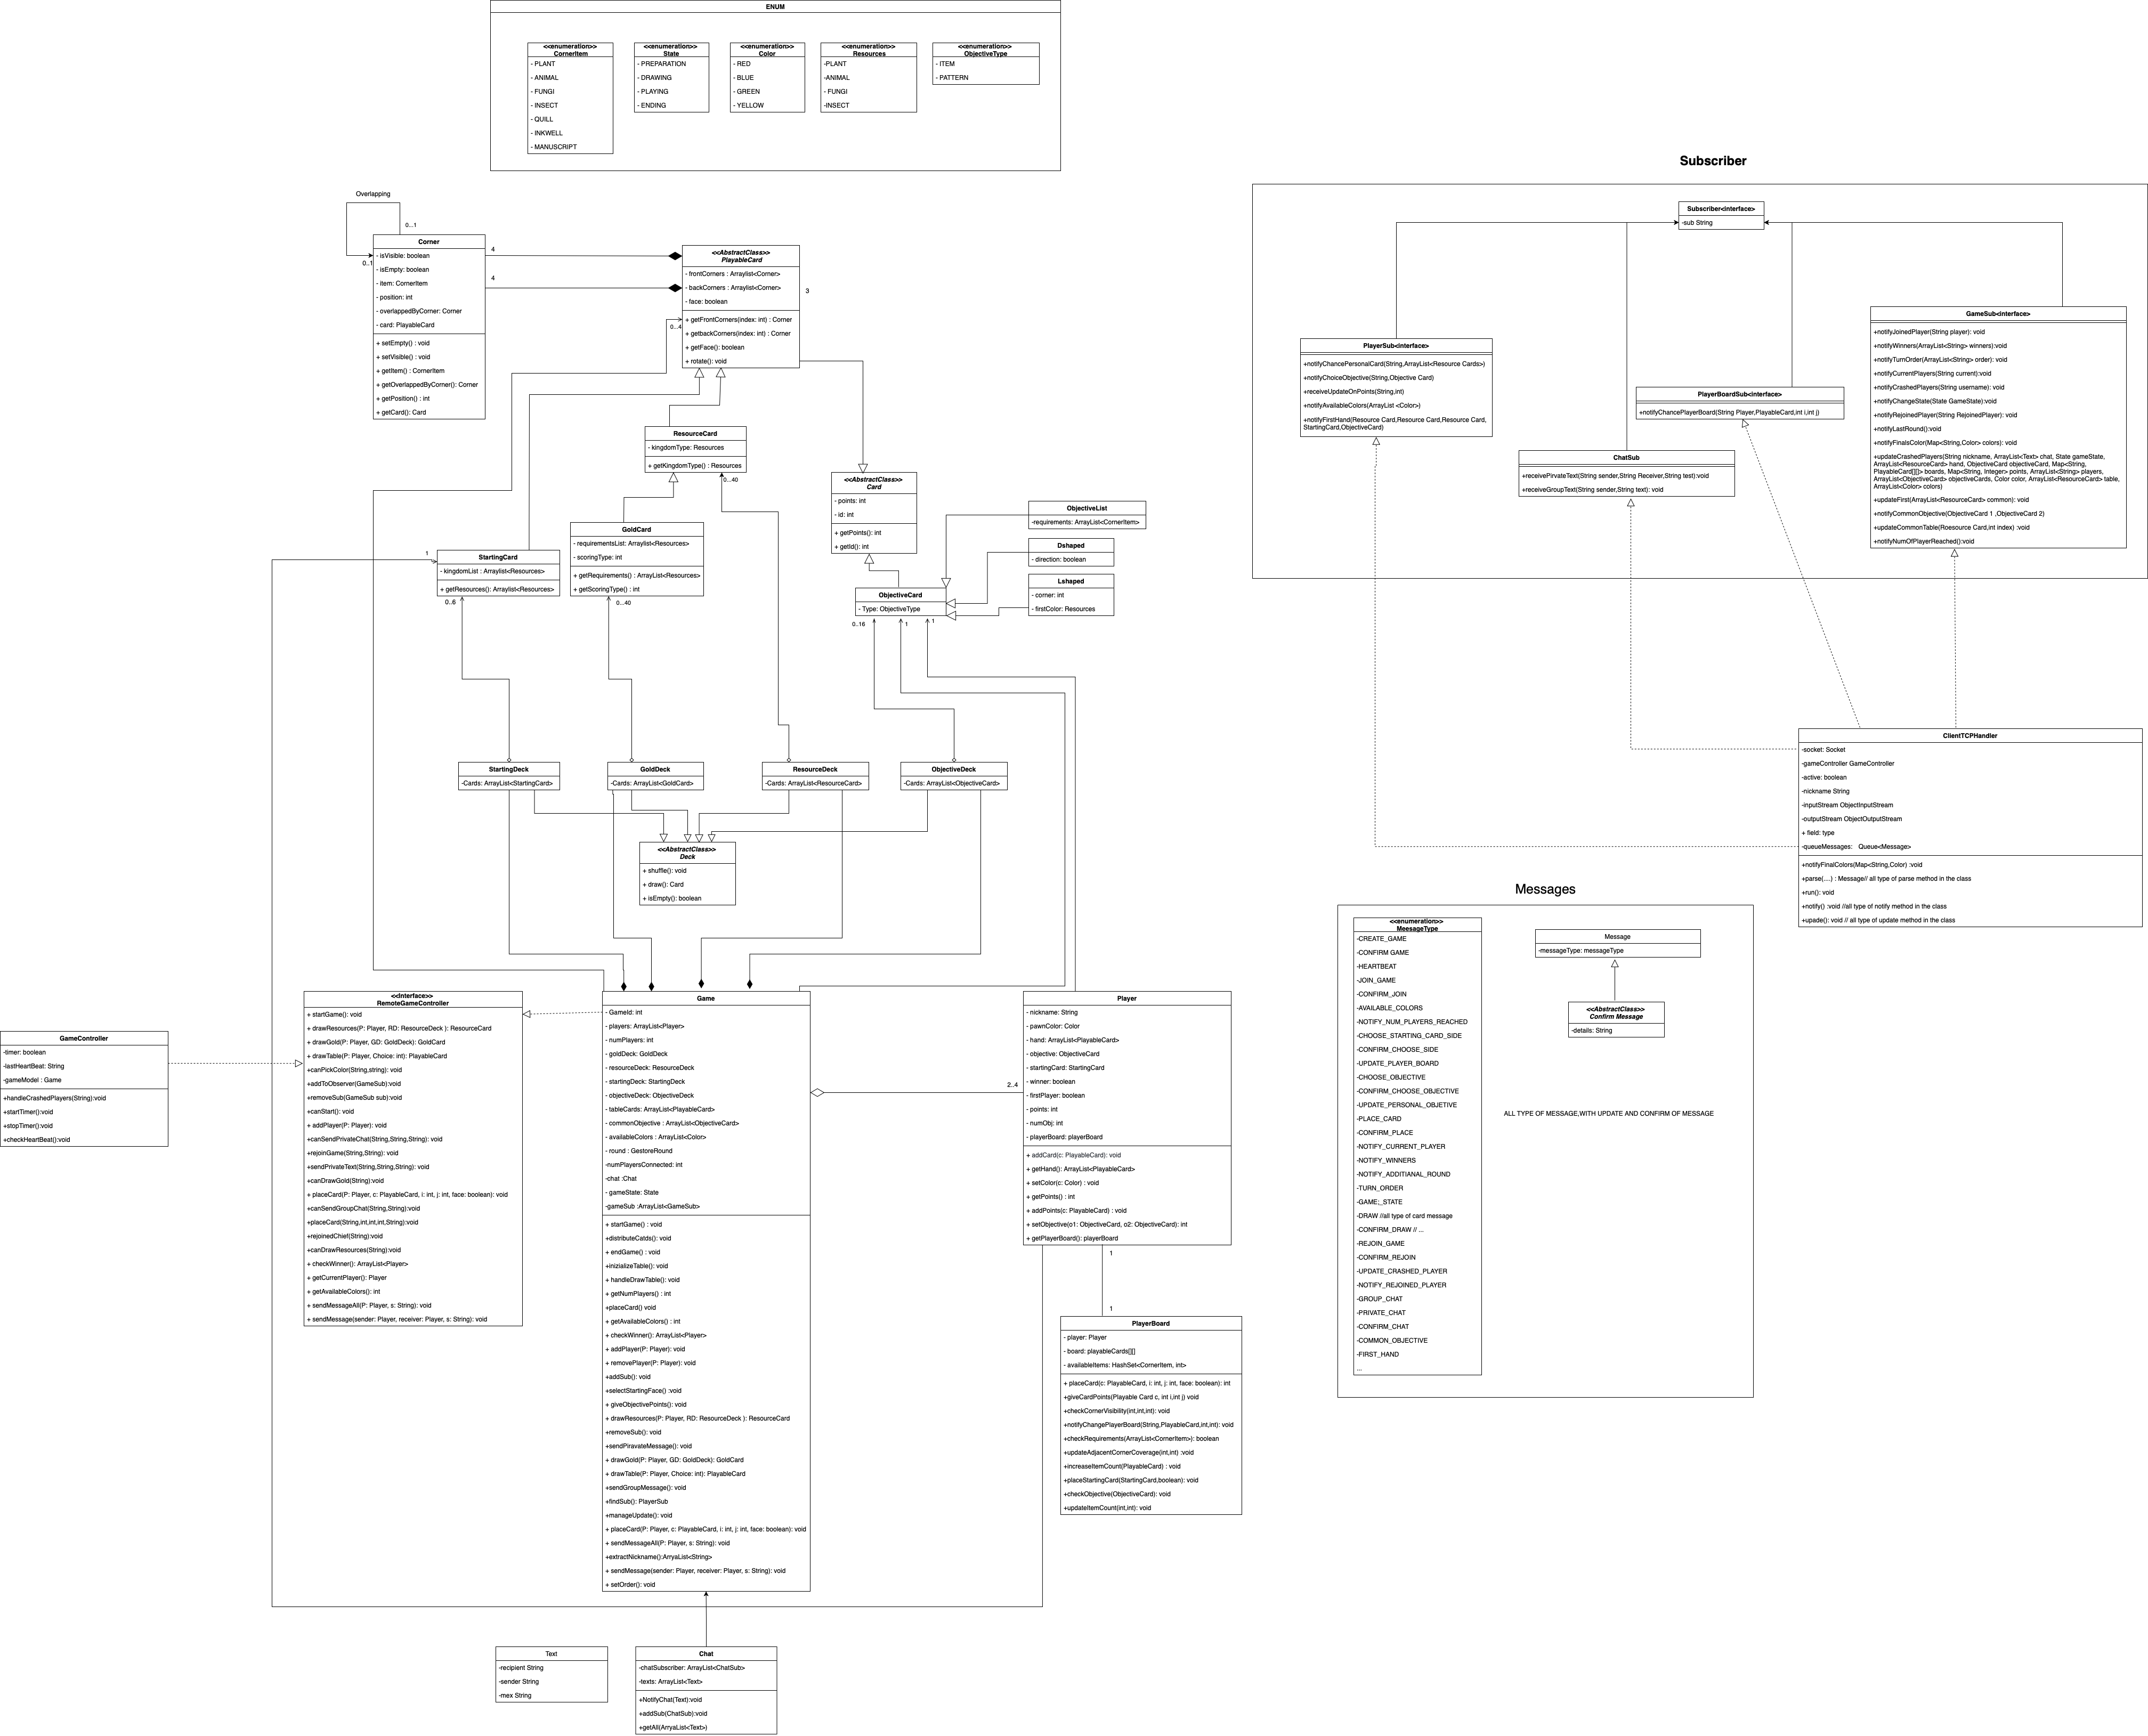 ENUM
<<enumeration>>
CornerItem
- PLANT
- ANIMAL
- FUNGI
- INSECT
- QUILL
- INKWELL
- MANUSCRIPT
<<enumeration>>
State
- PREPARATION
- DRAWING
- PLAYING
- ENDING
<<enumeration>>
Color
- RED
- BLUE
- GREEN
- YELLOW
<<enumeration>>
Resources
-PLANT
-ANIMAL
- FUNGI
-INSECT
<<enumeration>>
ObjectiveType
- ITEM
- PATTERN
Overlapping
0...1
0..1
Corner
- isVisible: boolean
- isEmpty: boolean
- item: CornerItem
- position: int
- overlappedByCorner: Corner
- card: PlayableCard
+ setEmpty() : void
+ setVisible() : void
+ getItem() : CornerItem
+ getOverlappedByCorner(): Corner
+ getPosition() : int
+ getCard(): Card
4
4
<<AbstractClass>>
PlayableCard
- frontCorners : Arraylist<Corner>
- backCorners : Arraylist<Corner>
- face: boolean
+ getFrontCorners(index: int) : Corner
+ getbackCorners(index: int) : Corner
+ getFace(): boolean
+ rotate(): void
3
0...4
ResourceCard
- kingdomType: Resources
+ getKingdomType() : Resources
0...40
<<AbstractClass>>
Card
- points: int
- id: int
+ getPoints(): int
+ getId(): int
GoldCard
- requirementsList: Arraylist<Resources>
- scoringType: int
+ getRequirements() : ArrayList<Resources>
+ getScoringType() : int
0...40
1
StartingCard
- kingdomList : Arraylist<Resources>
+ getResources(): Arraylist<Resources>
0..6
ObjectiveList
-requirements: ArrayList<CornerItem>
Dshaped
- direction: boolean
Lshaped
- corner: int
- firstColor: Resources
ObjectiveCard
- Type: ObjectiveType
0..16
1
1
StartingDeck
-Cards: ArrayList<StartingCard>
GoldDeck
-Cards: ArrayList<GoldCard>
ResourceDeck
-Cards: ArrayList<ResourceCard>
ObjectiveDeck
-Cards: ArrayList<ObjectiveCard>
<<AbstractClass>>
Deck
+ shuffle(): void
+ draw(): Card
+ isEmpty(): boolean
GameController
-timer: boolean
-lastHeartBeat: String
-gameModel : Game
+handleCrashedPlayers(String):void
+startTimer():void
+stopTimer():void
+checkHeartBeat():void
<<Interface>>
RemoteGameController
+ startGame(): void
+ drawResources(P: Player, RD: ResourceDeck ): ResourceCard
+ drawGold(P: Player, GD: GoldDeck): GoldCard
+ drawTable(P: Player, Choice: int): PlayableCard
+canPickColor(String,string): void
+addToObserver(GameSub):void
+removeSub(GameSub sub):void
+canStart(): void
+ addPlayer(P: Player): void
+canSendPrivateChat(String,String,String): void
+rejoinGame(String,String): void
+sendPrivateText(String,String,String): void
+canDrawGold(String):void
+ placeCard(P: Player, c: PlayableCard, i: int, j: int, face: boolean): void
+canSendGroupChat(String,String):void
+placeCard(String,int,int,int,String):void
+rejoinedChief(String):void
+canDrawResources(String):void
+ checkWinner(): ArrayList<Player>
+ getCurrentPlayer(): Player
+ getAvailableColors(): int
+ sendMessageAll(P: Player, s: String): void
+ sendMessage(sender: Player, receiver: Player, s: String): void
Game
- GameId: int
- players: ArrayList<Player>
- numPlayers: int
- goldDeck: GoldDeck
- resourceDeck: ResourceDeck
- startingDeck: StartingDeck
- objectiveDeck: ObjectiveDeck
- tableCards: ArrayList<PlayableCard>
- commonObjective : ArrayList<ObjectiveCard>
- availableColors : ArrayList<Color>
- round : GestoreRound
-numPlayersConnected: int
-chat :Chat
- gameState: State
-gameSub :ArrayList<GameSub>
+ startGame() : void
+distributeCatds(): void
+ endGame() : void
+inizializeTable(): void
+ handleDrawTable(): void
+ getNumPlayers() : int
+placeCard() void
+ getAvailableColors() : int
+ checkWinner(): ArrayList<Player>
+ addPlayer(P: Player): void
+ removePlayer(P: Player): void
+addSub(): void
+selectStartingFace() :void
+ giveObjectivePoints(): void
+ drawResources(P: Player, RD: ResourceDeck ): ResourceCard
+removeSub(): void
+sendPiravateMessage(): void
+ drawGold(P: Player, GD: GoldDeck): GoldCard
+ drawTable(P: Player, Choice: int): PlayableCard
+sendGroupMessage(): void
+findSub(): PlayerSub
+manageUpdate(): void
+ placeCard(P: Player, c: PlayableCard, i: int, j: int, face: boolean): void
+ sendMessageAll(P: Player, s: String): void
+extractNickname():ArryaList<String>
+ sendMessage(sender: Player, receiver: Player, s: String): void
+ setOrder(): void
2..4
Player
- nickname: String
- pawnColor: Color
- hand: ArrayList<PlayableCard>
- objective: ObjectiveCard
- startingCard: StartingCard
- winner: boolean
- firstPlayer: boolean
- points: int
- numObj: int
- playerBoard: playerBoard
+ addCard(c: PlayableCard): void
+ getHand(): ArrayList<PlayableCard>
+ setColor(c: Color) : void
+ getPoints() : int
+ addPoints(c: PlayableCard) : void
+ setObjective(o1: ObjectiveCard, o2: ObjectiveCard): int
+ getPlayerBoard(): playerBoard
1
1
PlayerBoard
- player: Player
- board: playableCards[][]
- availableItems: HashSet<CornerItem, int>
+ placeCard(c: PlayableCard, i: int, j: int, face: boolean): int
+giveCardPoints(Playable Card c, int i,int j) void
+checkCornerVisibility(int,int,int): void
+notifyChangePlayerBoard(String,PlayableCard,int,int): void
+checkRequirements(ArrayList<CornerItem>): boolean
+updateAdjacentCornerCoverage(int,int) :void
+increaseItemCount(PlayableCard) : void
+placeStartingCard(StartingCard,boolean): void
+checkObjective(ObjectiveCard): void
+updateItemCount(int,int): void
Text
-recipient String
-sender String
-mex String
Chat
-chatSubscriber: ArrayList<ChatSub>
-texts: ArrayList<Text>
+NotifyChat(Text):void
+addSub(ChatSub):void
+getAll(ArryaList<Text>)
Subscriber
Subscriber<interface>
-sub String
PlayerSub<interface>
+notifyChancePersonalCard(String,ArrayList<Resource Cards>)
+notifyChoiceObjective(String,Objective Card)
+receiveUpdateOnPoints(String,int)
+notifyAvailableColors(ArrayList <Color>)
+notifyFirstHand(Resource Card,Resource Card,Resource Card,
StartingCard,ObjectiveCard)
ChatSub
+receivePirvateText(String sender,String Receiver,String test):void
+receiveGroupText(String sender,String text): void
PlayerBoardSub<interface>
+notifyChancePlayerBoard(String Player,PlayableCard,int i,int j)
GameSub<interface>
+notifyJoinedPlayer(String player): void
+notifyWinners(ArrayList<String> winners):void
+notifyTurnOrder(ArrayList<String> order): void
+notifyCurrentPlayers(String current):void
+notifyCrashedPlayers(String username): void
+notifyChangeState(State GameState):void
+notifyRejoinedPlayer(String RejoinedPlayer): void
+notifyLastRound():void
+notifyFinalsColor(Map<String,Color> colors): void
+updateCrashedPlayers(String nickname, ArrayList<Text> chat, State gameState,
ArrayList<ResourceCard> hand, ObjectiveCard objectiveCard, Map<String,
PlayableCard[][]> boards, Map<String, Integer> points, ArrayList<String> players,
ArrayList<ObjectiveCard> objectiveCards, Color color, ArrayList<ResourceCard> table,
ArrayList<Color> colors)
+updateFirst(ArrayList<ResourceCard> common): void
+notifyCommonObjective(ObjectiveCard 1 ,ObjectiveCard 2)
+updateCommonTable(Roesource Card,int index) :void
+notifyNumOfPlayerReached():void
ClientTCPHandler
-socket: Socket
-gameController GameController
-active: boolean
-nickname String
-inputStream ObjectInputStream
-outputStream ObjectOutputStream
+ field: type
-queueMessages: Queue<Message>
+notifyFinalColors(Map<String,Color) :void
+parse(....) : Message// all type of parse method in the class
+run(): void
+notify() :void //all type of notify method in the class
+upade(): void // all type of update method in the class
Messages
<<enumeration>>
MeesageType
-CREATE_GAME
-CONFIRM GAME
-HEARTBEAT
-JOIN_GAME
-CONFIRM_JOIN
-AVAILABLE_COLORS
-NOTIFY_NUM_PLAYERS_REACHED
-CHOOSE_STARTING_CARD_SIDE
-CONFIRM_CHOOSE_SIDE
-UPDATE_PLAYER_BOARD
-CHOOSE_OBJECTIVE
-CONFIRM_CHOOSE_OBJECTIVE
-UPDATE_PERSONAL_OBJETIVE
-PLACE_CARD
-CONFIRM_PLACE
-NOTIFY_CURRENT_PLAYER
-NOTIFY_WINNERS
-NOTIFY_ADDITIANAL_ROUND
-TURN_ORDER
-GAME;_STATE
-DRAW //all type of card message
-CONFIRM_DRAW // ...
-REJOIN_GAME
-CONFIRM_REJOIN
-UPDATE_CRASHED_PLAYER
-NOTIFY_REJOINED_PLAYER
-GROUP_CHAT
-PRIVATE_CHAT
-CONFIRM_CHAT
-COMMON_OBJECTIVE
-FIRST_HAND
...
Message
-messageType: messageType
<<AbstractClass>>
Confirm Message
-details: String
ALL TYPE OF MESSAGE,WITH UPDATE AND CONFIRM OF MESSAGE